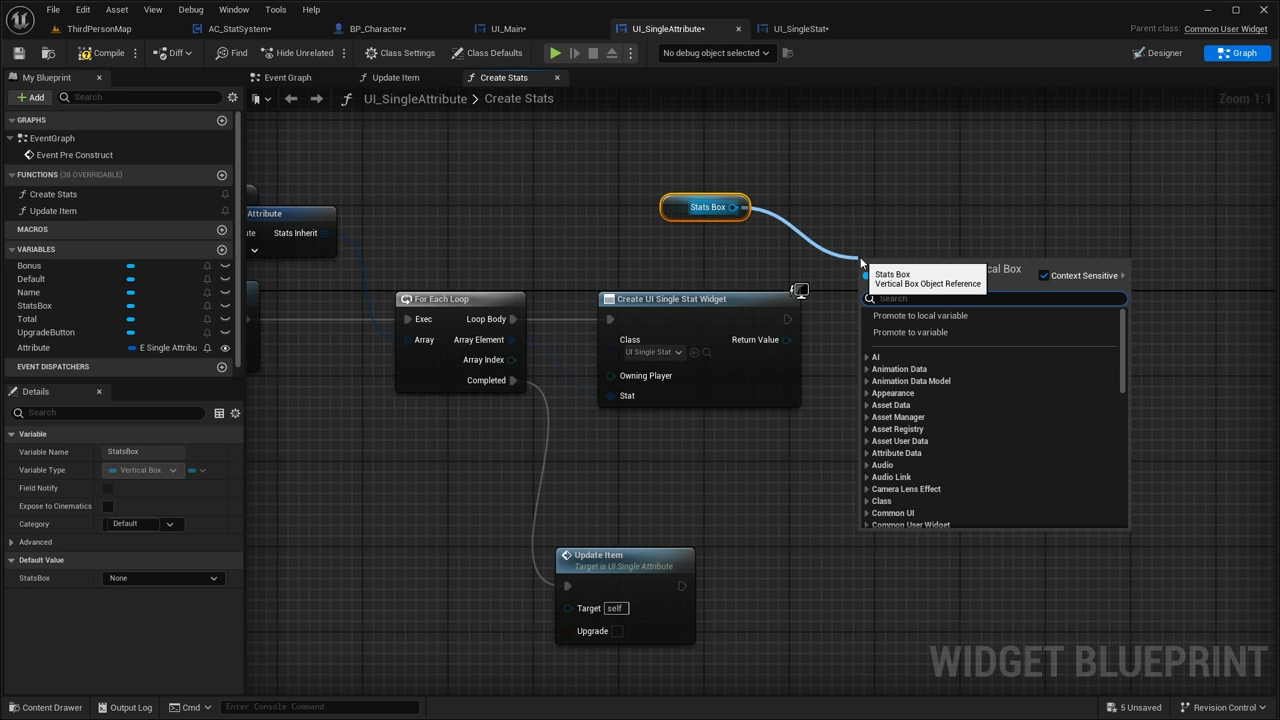 File Edit Asset View Debug Window Tools Help
ThirdPersonMap
AC_StatSystem*
BP_Character*
UI_Main*
UI_SingleAttribute*
UI_SingleStat*
Parent class: Common User Widget
Compile
Diff
Find
Hide Unrelated
Class Settings
Class Defaults
No debug object selected
Designer
Graph
My Blueprint
Event Graph
Update Item
Create Stats
Add
Search
UI_SingleAttribute > Create Stats
Zoom 1:1
GRAPHS
EventGraph
Event Pre Construct
FUNCTIONS (38 OVERRIDABLE)
Create Stats
Update Item
MACROS
VARIABLES
Bonus
Default
Name
StatsBox
Total
UpgradeButton
Attribute E Single Attribu
EVENT DISPATCHERS
Details
Search
Variable
Variable Name StatsBox
Variable Type Vertical Box
Field Notify
Expose to Cinematics
Category Default
Advanced
Default Value
StatsBox None
Attribute
ute Stats Inherit
For Each Loop
Exec Loop Body
Array Array Element
Array Index
Completed
Stats Box
Create UI Single Stat Widget
Class
UI Single Stat
Return Value
Owning Player
Stat
Update Item
Target is UI Single Attribute
Target self
Upgrade
Stats Box
Vertical Box Object Reference
cal Box
Context Sensitive
Search
Promote to local variable
Promote to variable
AI
Animation Data
Animation Data Model
Appearance
Asset Data
Asset Manager
Asset Registry
Asset User Data
Attribute Data
Audio
Audio Link
Camera Lens Effect
Class
Common UI
Common User Widget
WIDGET BLUEPRINT
Content Drawer
Output Log
Cmd
Enter Console Command
5 Unsaved
Revision Control